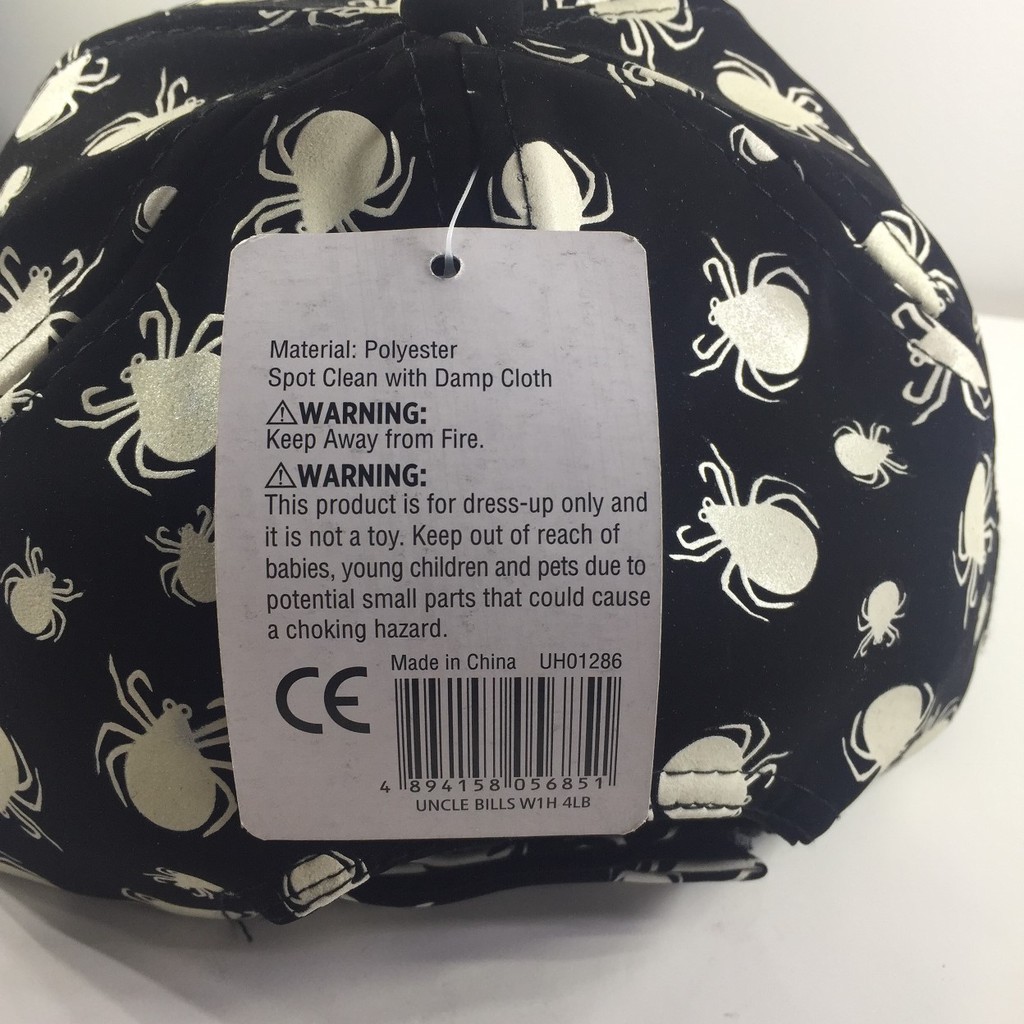 Material: Polyester
Spot Clean with Damp Cloth
⚠WARNING:
Keep Away from Fire.
⚠WARNING:
This product is for dress-up only and
it is not a toy. Keep out of reach of
babies, young children and pets due to
potential small parts that could cause
a choking hazard.
CE
Made in China UH01286
4 894158 056851
UNCLE BILLS W1H 4LB